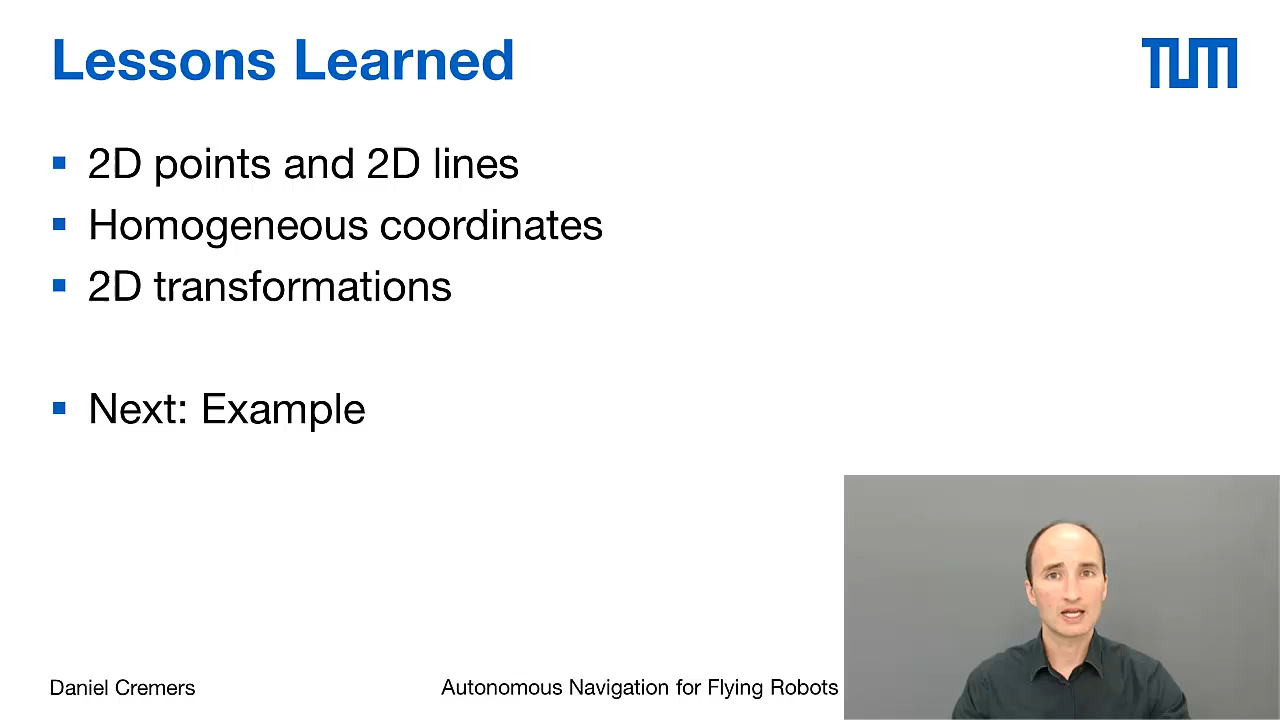 Lessons Learned
TUM
2D points and 2D lines
Homogeneous coordinates
2D transformations
Next: Example
Daniel Cremers
Autonomous Navigation for Flying Robots